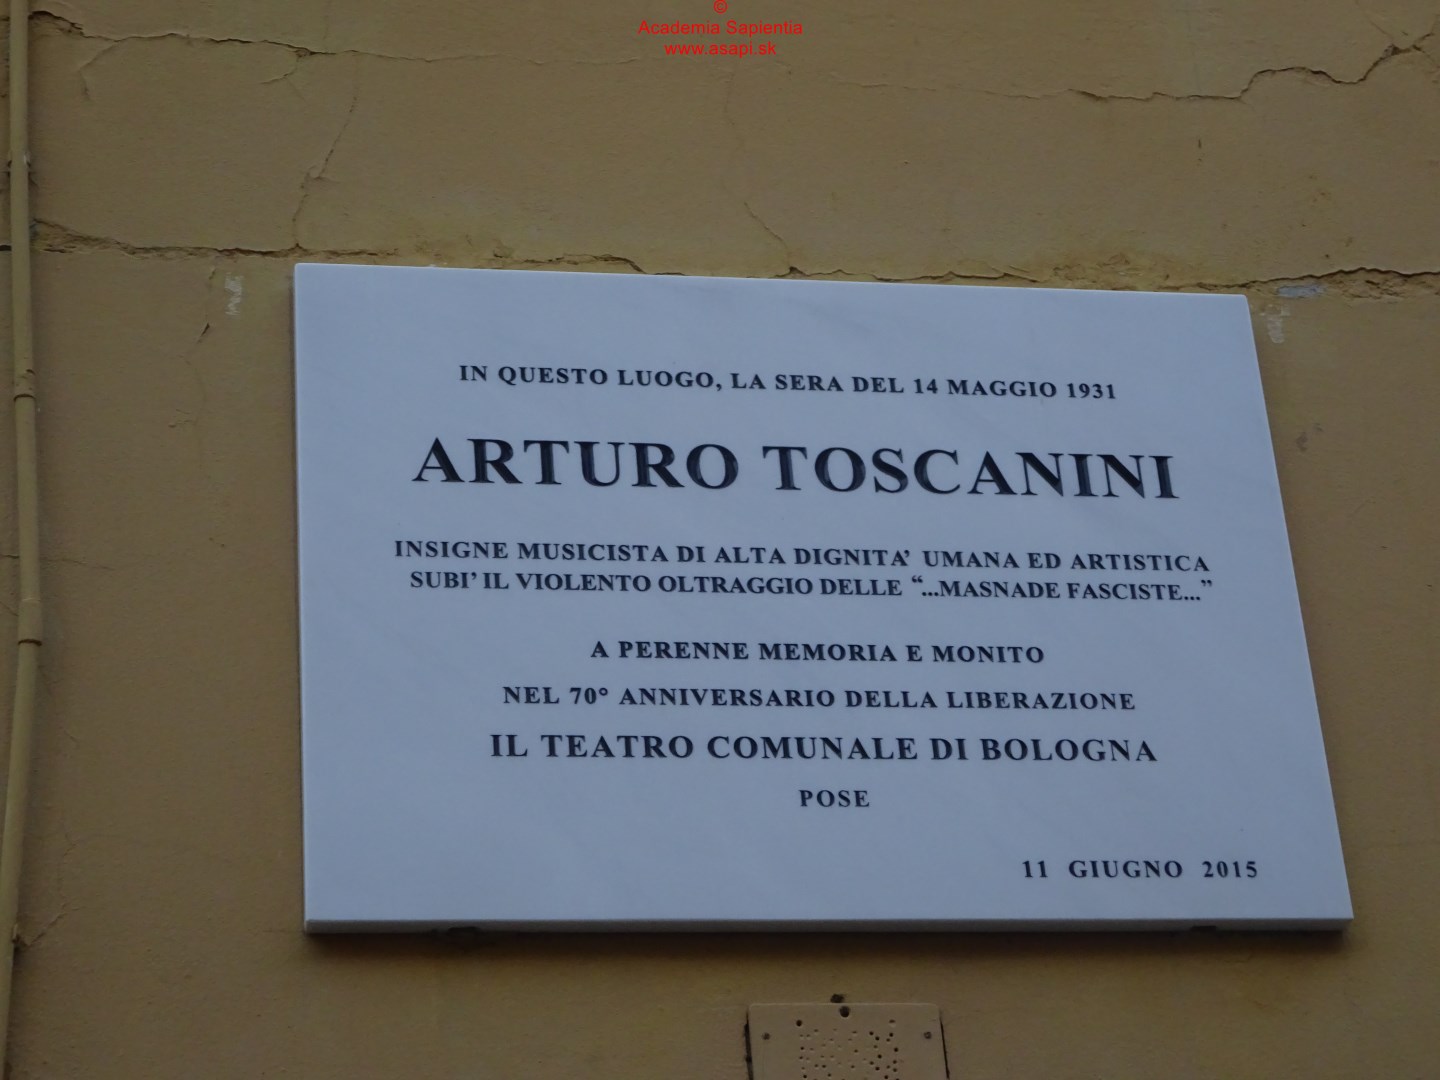 ©
Academia Sapientia
www.asapi.sk
IN QUESTO LUOGO, LA SERA DEL 14 MAGGIO 1931
ARTURO TOSCANINI
INSIGNE MUSICISTA DI ALTA DIGNITA’ UMANA ED ARTISTICA
SUBI’ IL VIOLENTO OLTRAGGIO DELLE “...MASNADE FASCISTE...”
A PERENNE MEMORIA E MONITO
NEL 70° ANNIVERSARIO DELLA LIBERAZIONE
IL TEATRO COMUNALE DI BOLOGNA
POSE
11 GIUGNO 2015